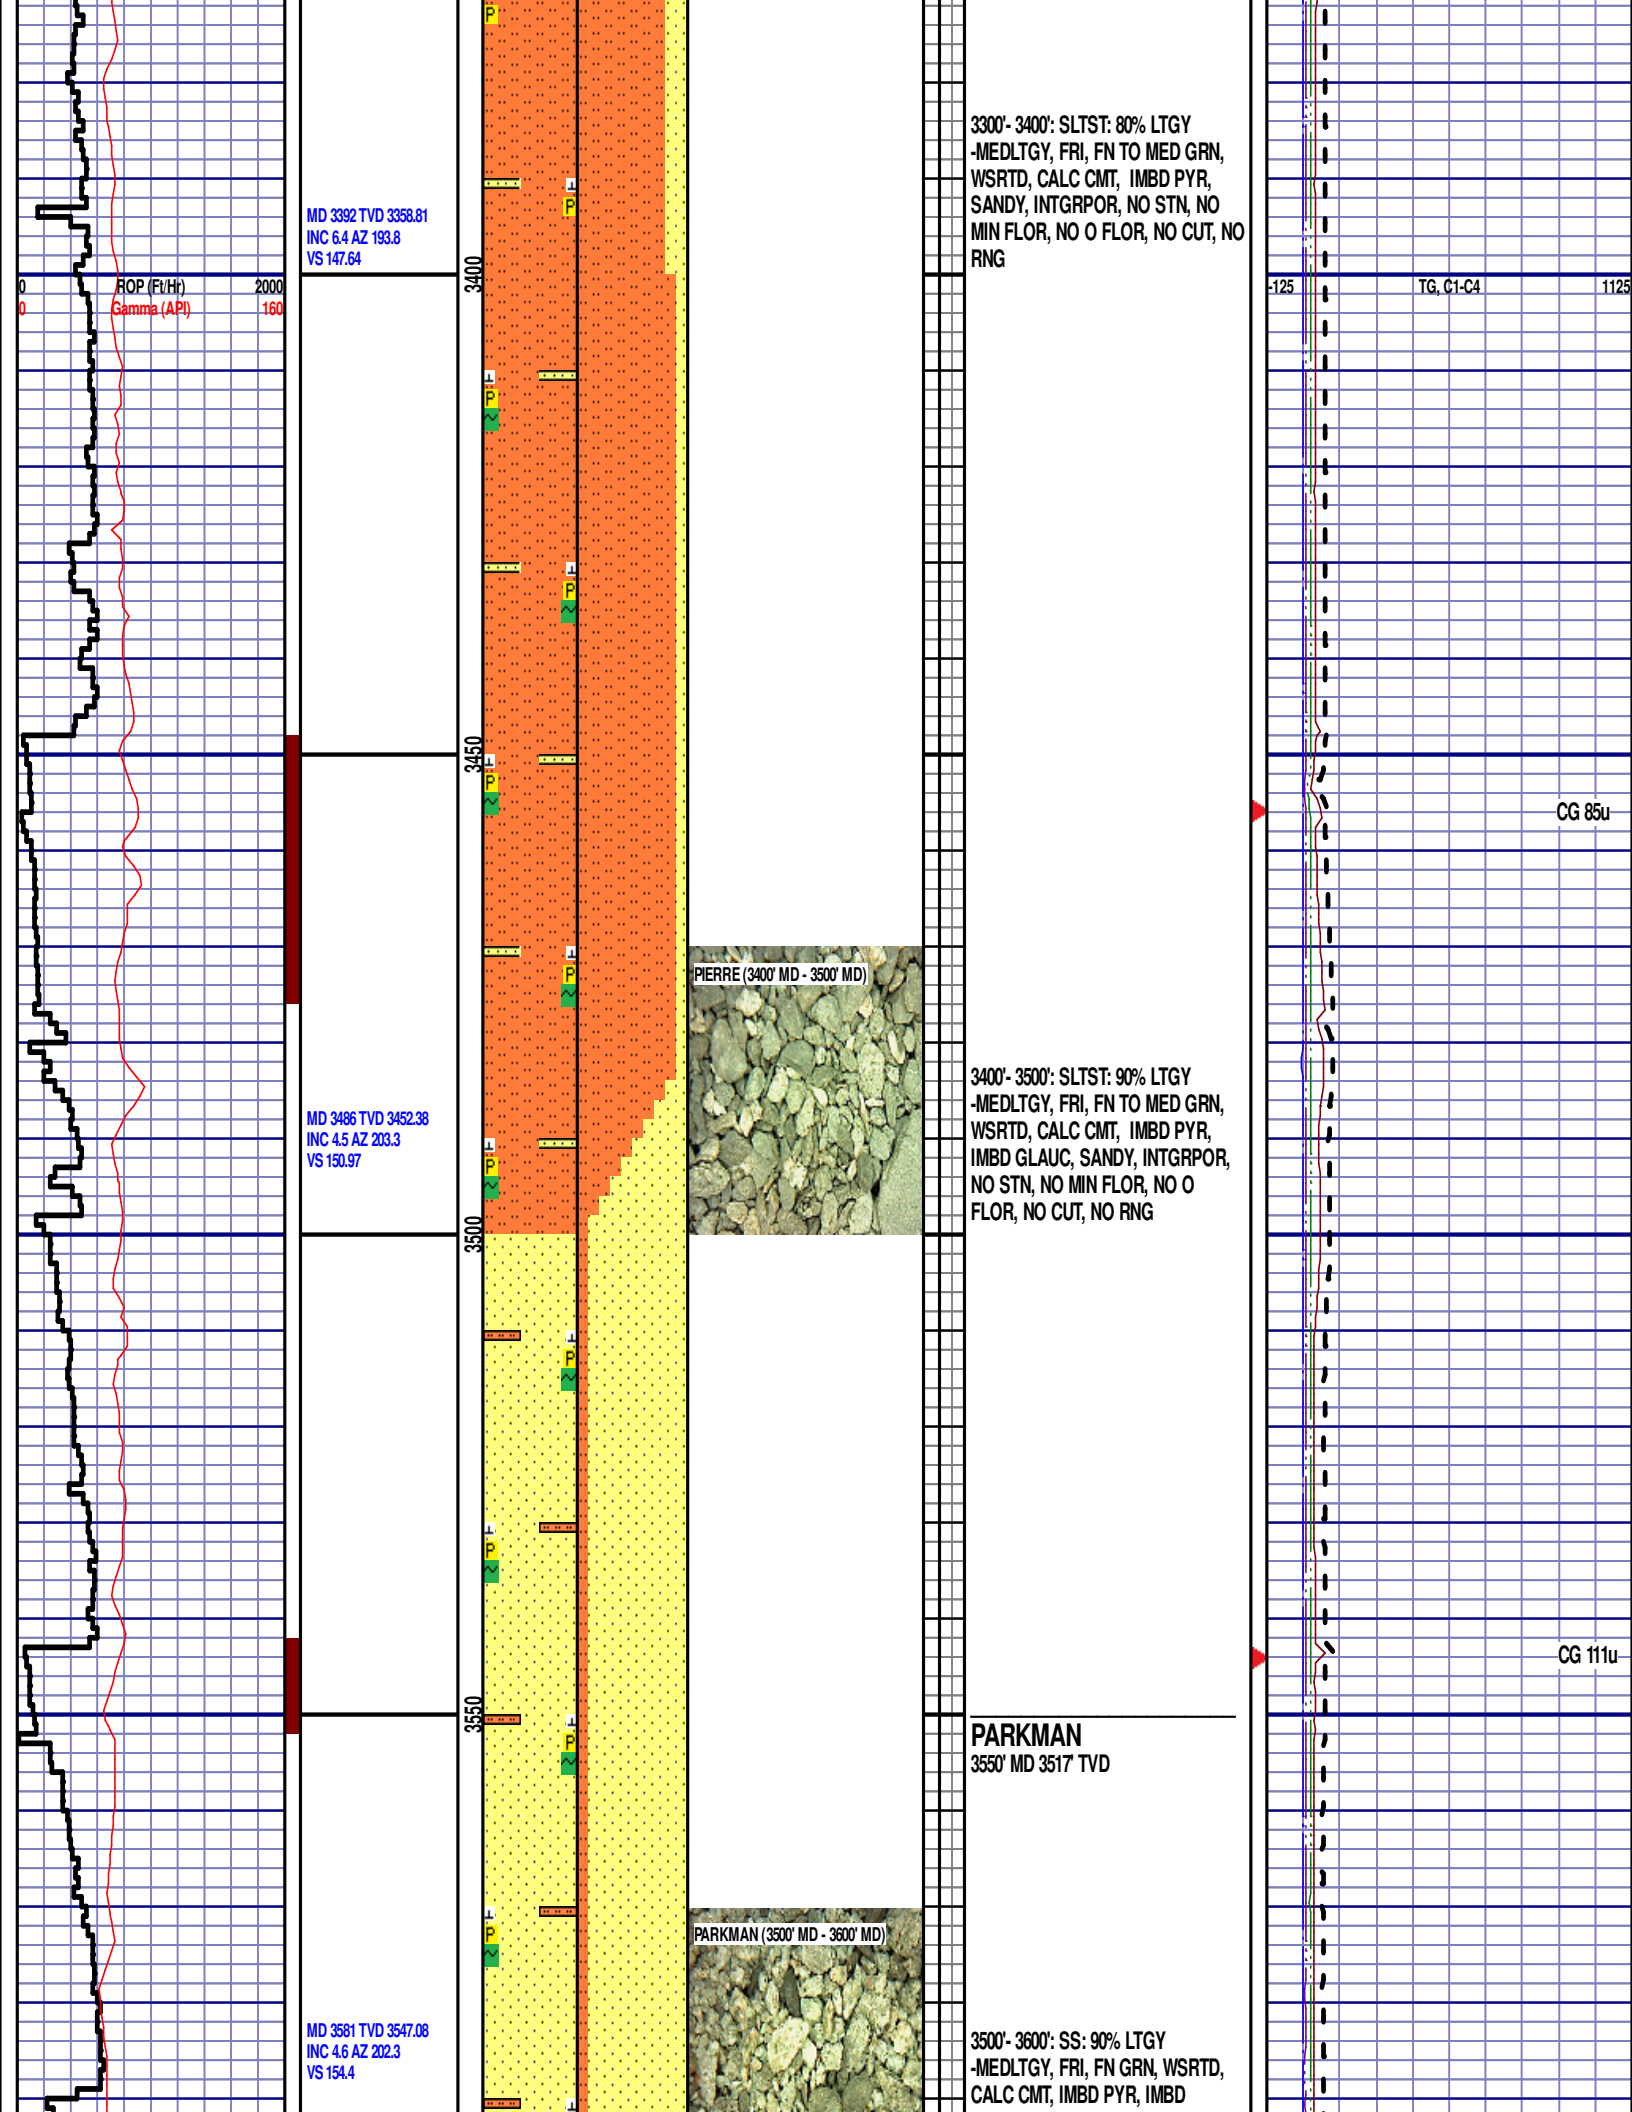 P
3300'- 3400': SLTST: 80% LTGY
-MEDLTGY, FRI, FN TO MED GRN,
WSRTD, CALC CMT, IMBD PYR,
SANDY, INTGRPOR, NO STN, NO
MIN FLOR, NO O FLOR, NO CUT, NO
RNG
P
MD 3392 TVD 3358.81
INC 6.4 AZ 193.8
VS 147.64
3400
0 ROP (Ft/Hr) 2000
0 Gamma (API) 160
-125 TG, C1-C4 1125
P
P
3450
P
CG 85u
P
PIERRE (3400' MD - 3500' MD)
3400'- 3500': SLTST: 90% LTGY
-MEDLTGY, FRI, FN TO MED GRN,
WSRTD, CALC CMT, IMBD PYR,
IMBD GLAUC, SANDY, INTGRPOR,
NO STN, NO MIN FLOR, NO O
FLOR, NO CUT, NO RNG
MD 3486 TVD 3452.38
INC 4.5 AZ 203.3
VS 150.97
P
3500
P
P
CG 111u
3550
PARKMAN
3550' MD 3517' TVD
P
P
PARKMAN (3500' MD - 3600' MD)
MD 3581 TVD 3547.08
INC 4.6 AZ 202.3
VS 154.4
3500'- 3600': SS: 90% LTGY
-MEDLTGY, FRI, FN GRN, WSRTD,
CALC CMT, IMBD PYR, IMBD